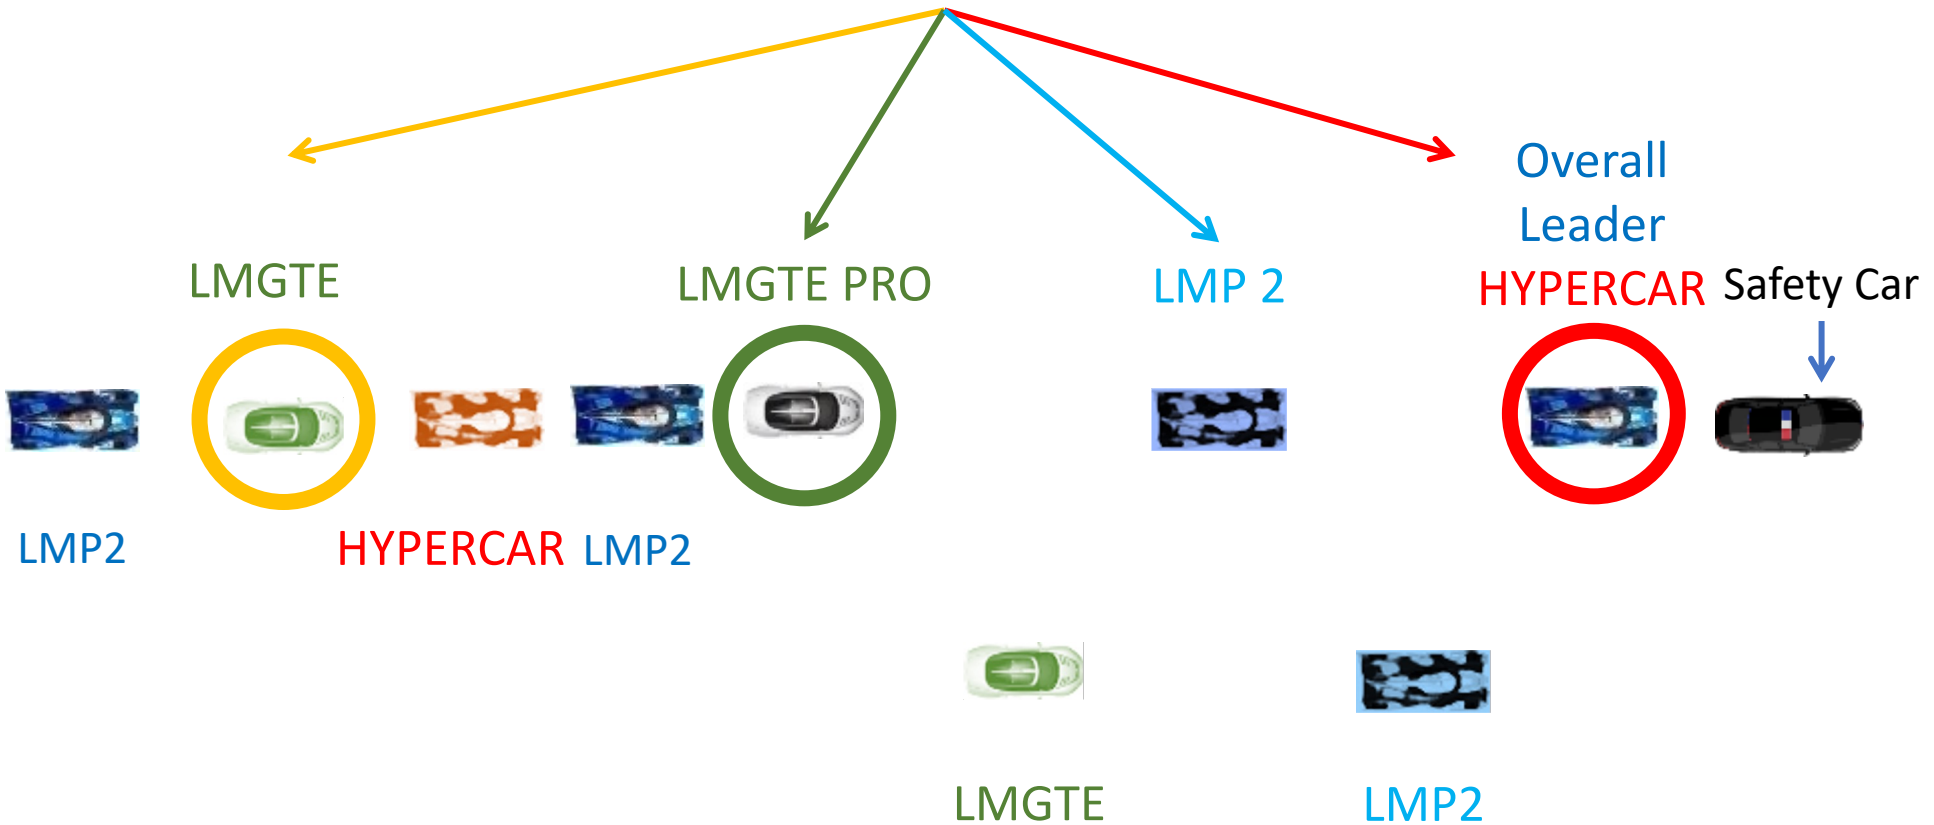 Overall
Leader
LMGTE
LMGTE PRO
LMP 2
HYPERCAR
Safety Car
LMP2
HYPERCAR
LMP2
LMGTE
LMP2